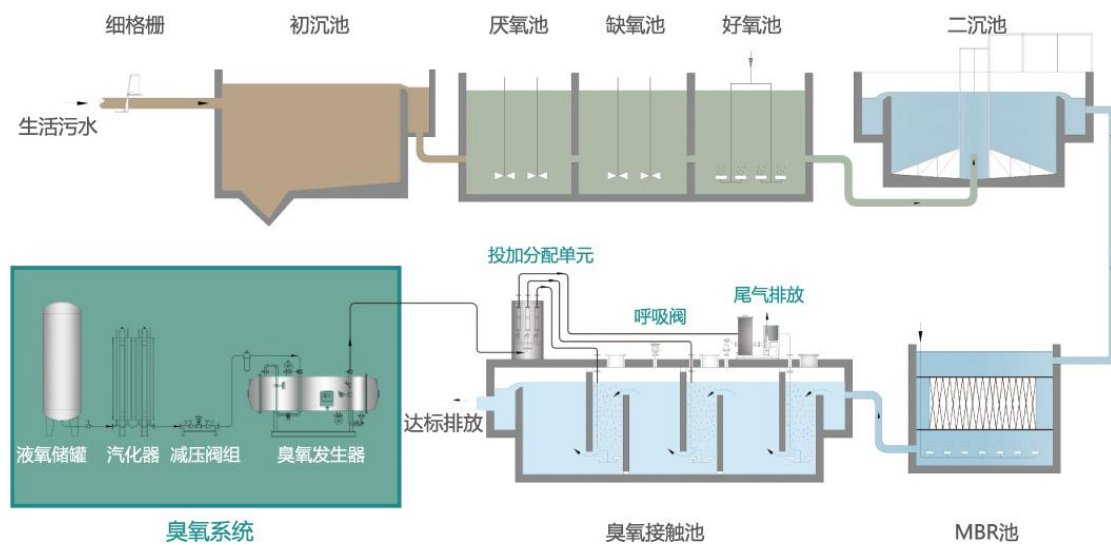 细格栅
初沉池
厌氧池
缺氧池
好氧池
二沉池
生活污水
投加分配单元
呼吸阀
尾气排放
液氧储罐
汽化器
减压阀组
臭氧发生器
达标排放
臭氧系统
臭氧接触池
MBR池